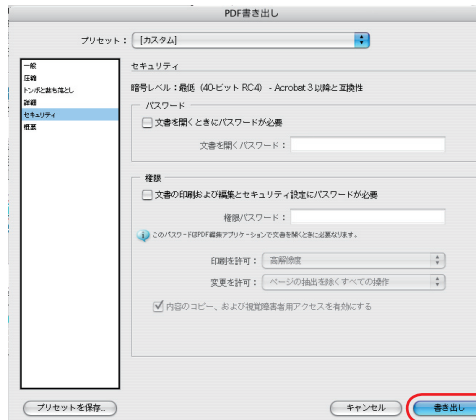 PDF書き出し
プリセット： [カスタム]
一般
圧縮
トンボと裁ち落とし
詳細
セキュリティ
概要
セキュリティ
暗号レベル：最低（40-ビット RC4） - Acrobat 3 以降と互換性
パスワード
文書を開くときにパスワードが必要
文書を開くパスワード：
権限
文書の印刷および編集とセキュリティ設定にパスワードが必要
権限パスワード：
このパスワードはPDF編集アプリケーションで文書を開くときに必要になります。
印刷を許可： 高解像度
変更を許可： ページの抽出を除くすべての操作
内容のコピー、および視覚障害者用アクセスを有効にする
プリセットを保存...
キャンセル
書き出し